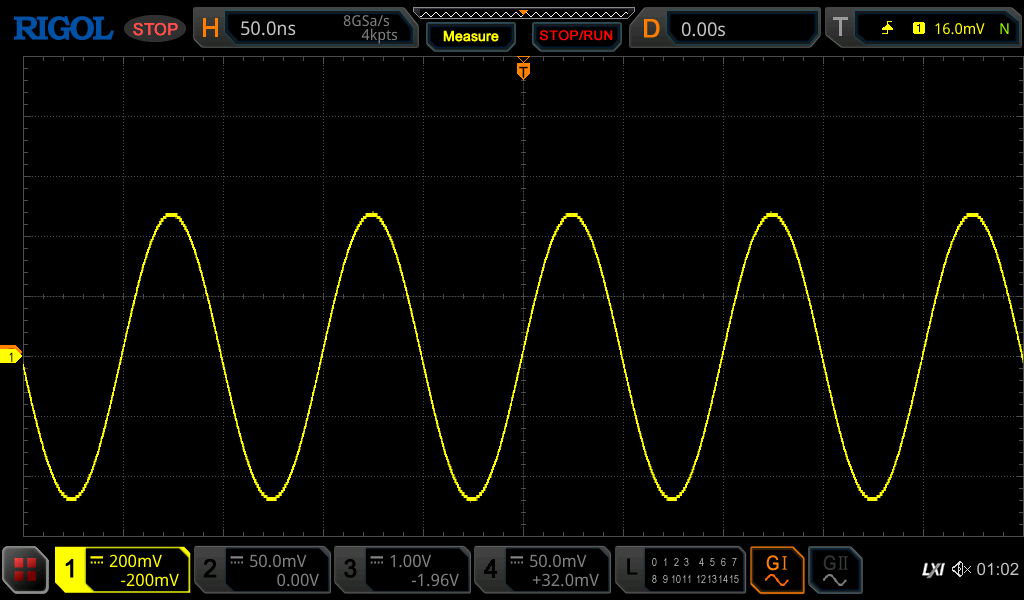 RIGOL STOP H 50.0ns 8GSa/s 4kpts Measure STOP/RUN D 0.00s T 1 16.0mV N
T
1
1 200mV -200mV 2 50.0mV 0.00V 3 1.00V -1.96V 4 50.0mV +32.0mV L 0 1 2 3 4 5 6 7 8 9 10 11 12 13 14 15 GI GII LXI 01:02